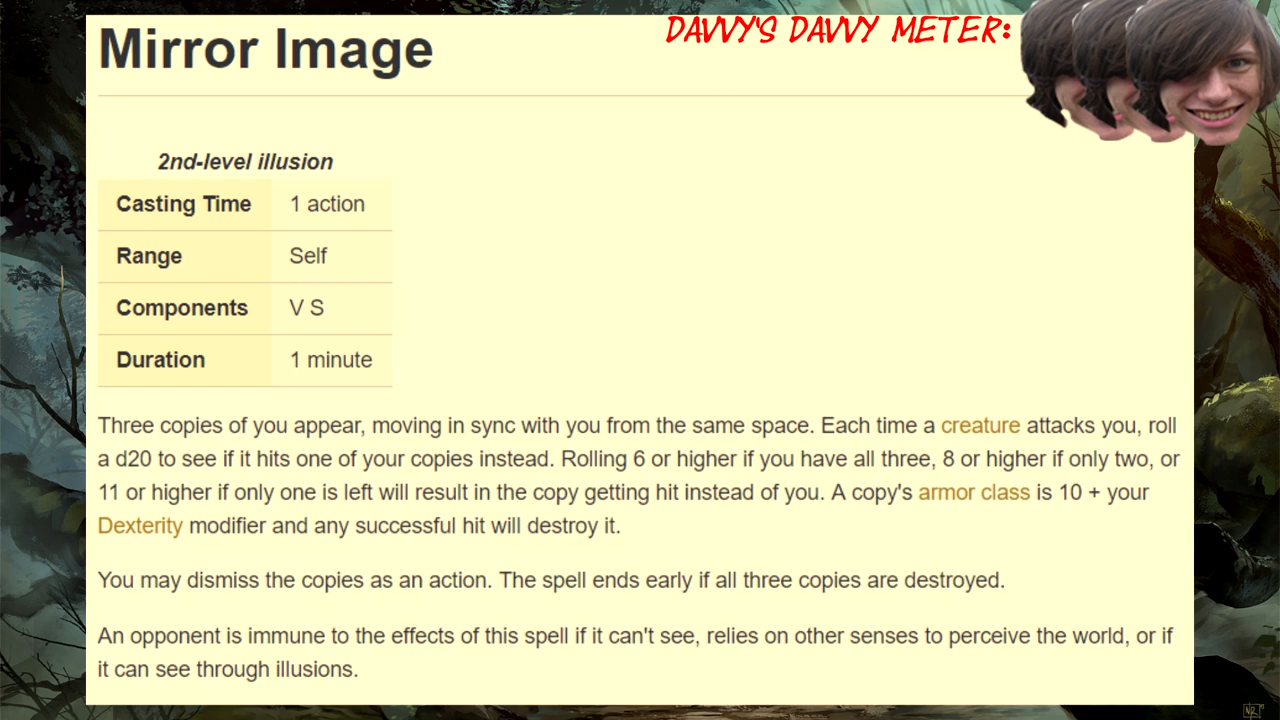 DAVVY'S DAVVY METER:
Mirror Image
2nd-level illusion
Casting Time 1 action
Range Self
Components V S
Duration 1 minute
Three copies of you appear, moving in sync with you from the same space. Each time a creature attacks you, roll
a d20 to see if it hits one of your copies instead. Rolling 6 or higher if you have all three, 8 or higher if only two, or
11 or higher if only one is left will result in the copy getting hit instead of you. A copy's armor class is 10 + your
Dexterity modifier and any successful hit will destroy it.
You may dismiss the copies as an action. The spell ends early if all three copies are destroyed.
An opponent is immune to the effects of this spell if it can't see, relies on other senses to perceive the world, or if
it can see through illusions.